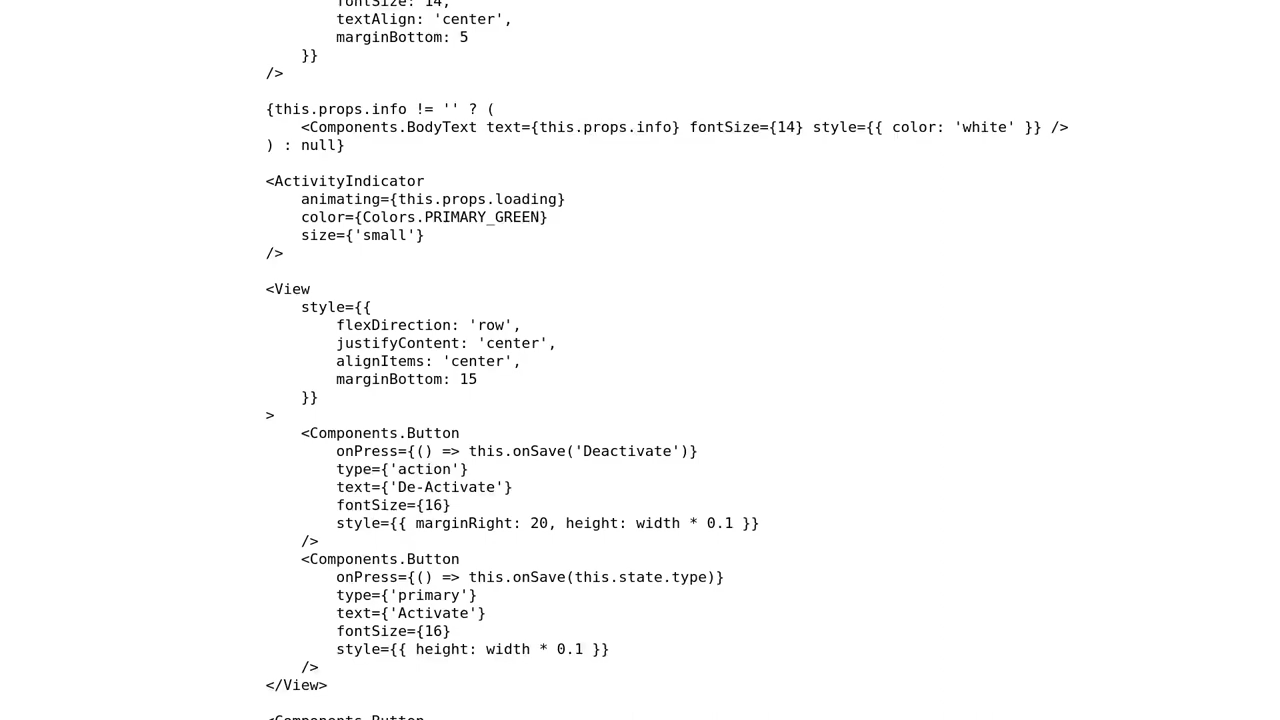 fontSize: 14,
textAlign: 'center',
marginBottom: 5
}}
/>
{this.props.info != '' ? (
<Components.BodyText text={this.props.info} fontSize={14} style={{ color: 'white' }} />
) : null}
<ActivityIndicator
animating={this.props.loading}
color={Colors.PRIMARY_GREEN}
size={'small'}
/>
<View
style={{
flexDirection: 'row',
justifyContent: 'center',
alignItems: 'center',
marginBottom: 15
}}
>
<Components.Button
onPress={() => this.onSave('Deactivate')}
type={'action'}
text={'De-Activate'}
fontSize={16}
style={{ marginRight: 20, height: width * 0.1 }}
/>
<Components.Button
onPress={() => this.onSave(this.state.type)}
type={'primary'}
text={'Activate'}
fontSize={16}
style={{ height: width * 0.1 }}
/>
</View>
<Components.Button